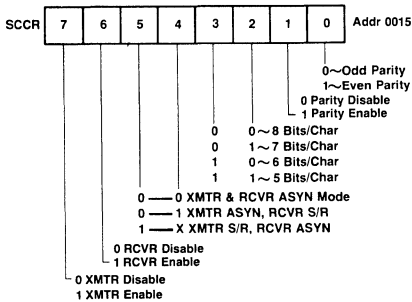 SCCR 7 6 5 4 3 2 1 0 Addr 0015
0~Odd Parity
1~Even Parity
0 Parity Disable
1 Parity Enable
0 0~8 Bits/Char
0 1~7 Bits/Char
1 0~6 Bits/Char
1 1~5 Bits/Char
0—0 XMTR & RCVR ASYN Mode
0—1 XMTR ASYN, RCVR S/R
1—X XMTR S/R, RCVR ASYN
0 RCVR Disable
1 RCVR Enable
0 XMTR Disable
1 XMTR Enable